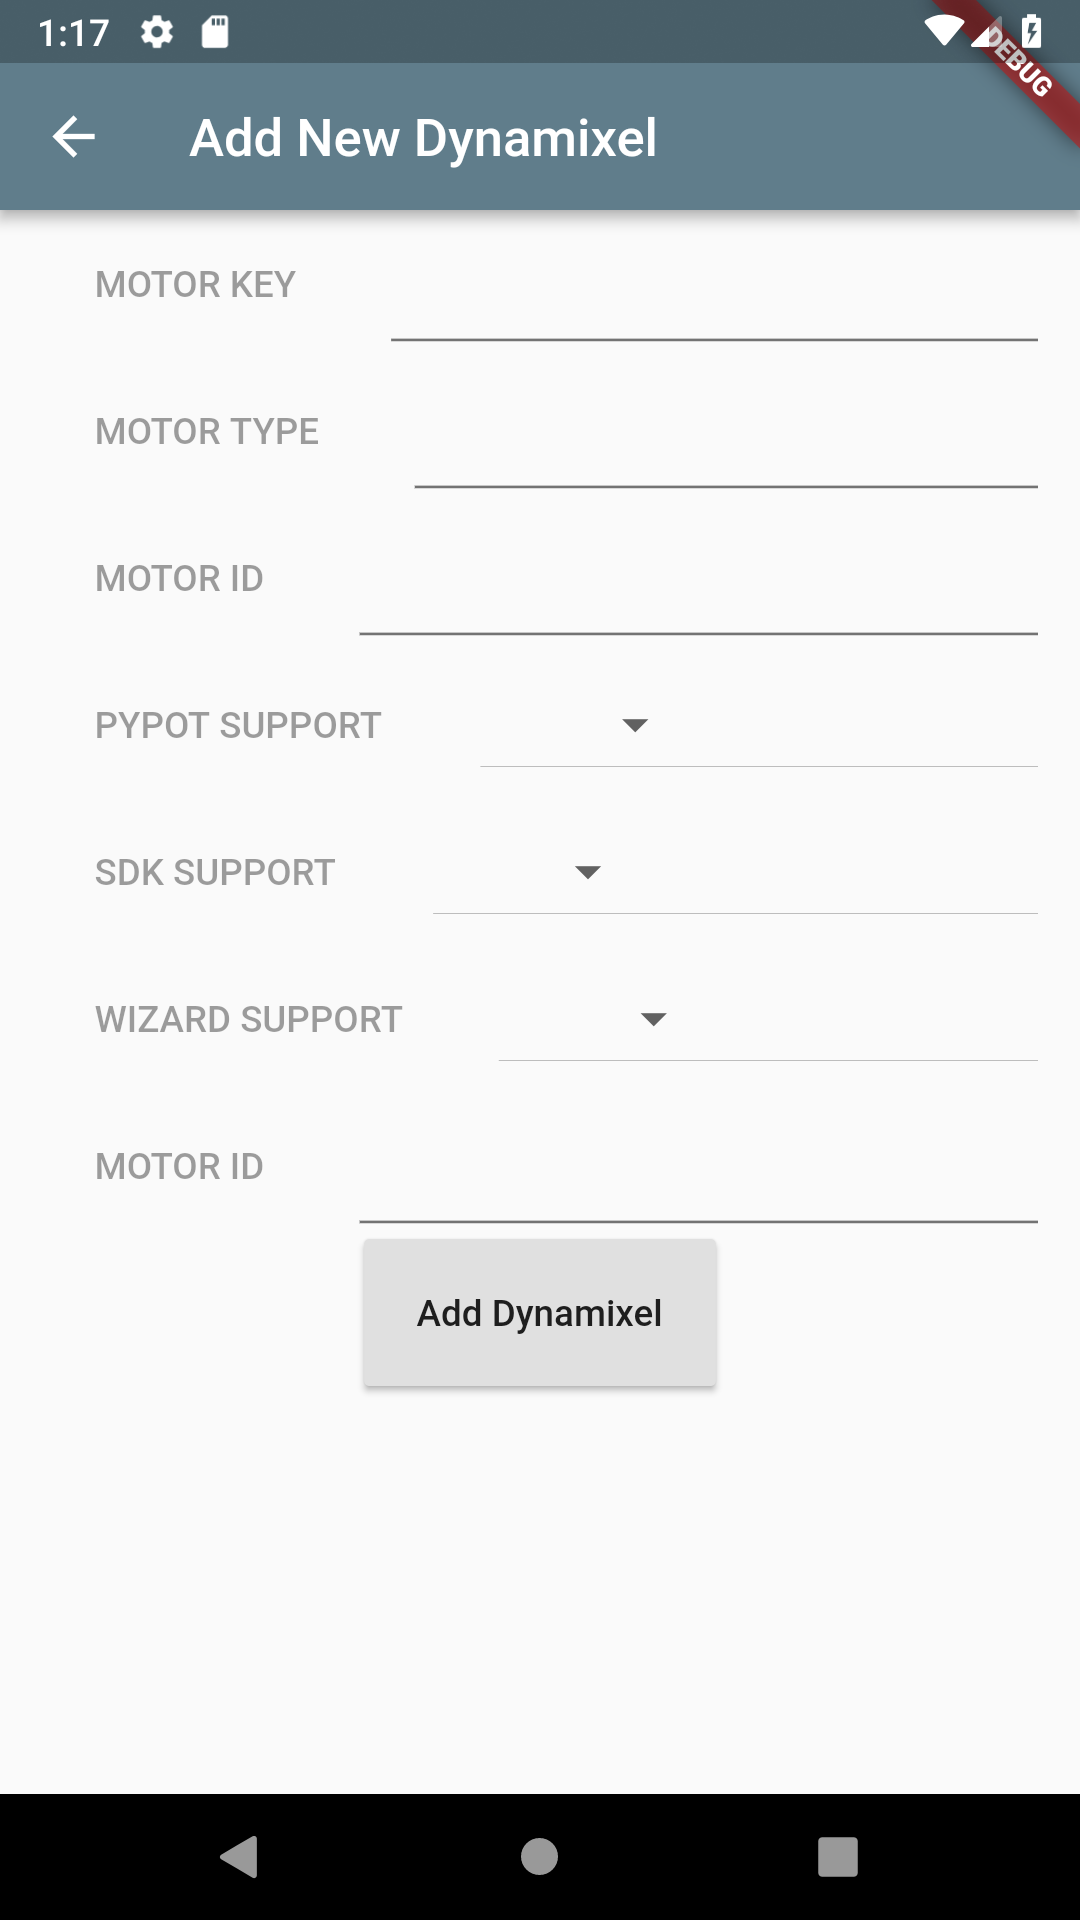 1:17
DEBUG
Add New Dynamixel
MOTOR KEY
MOTOR TYPE
MOTOR ID
PYPOT SUPPORT
SDK SUPPORT
WIZARD SUPPORT
MOTOR ID
Add Dynamixel